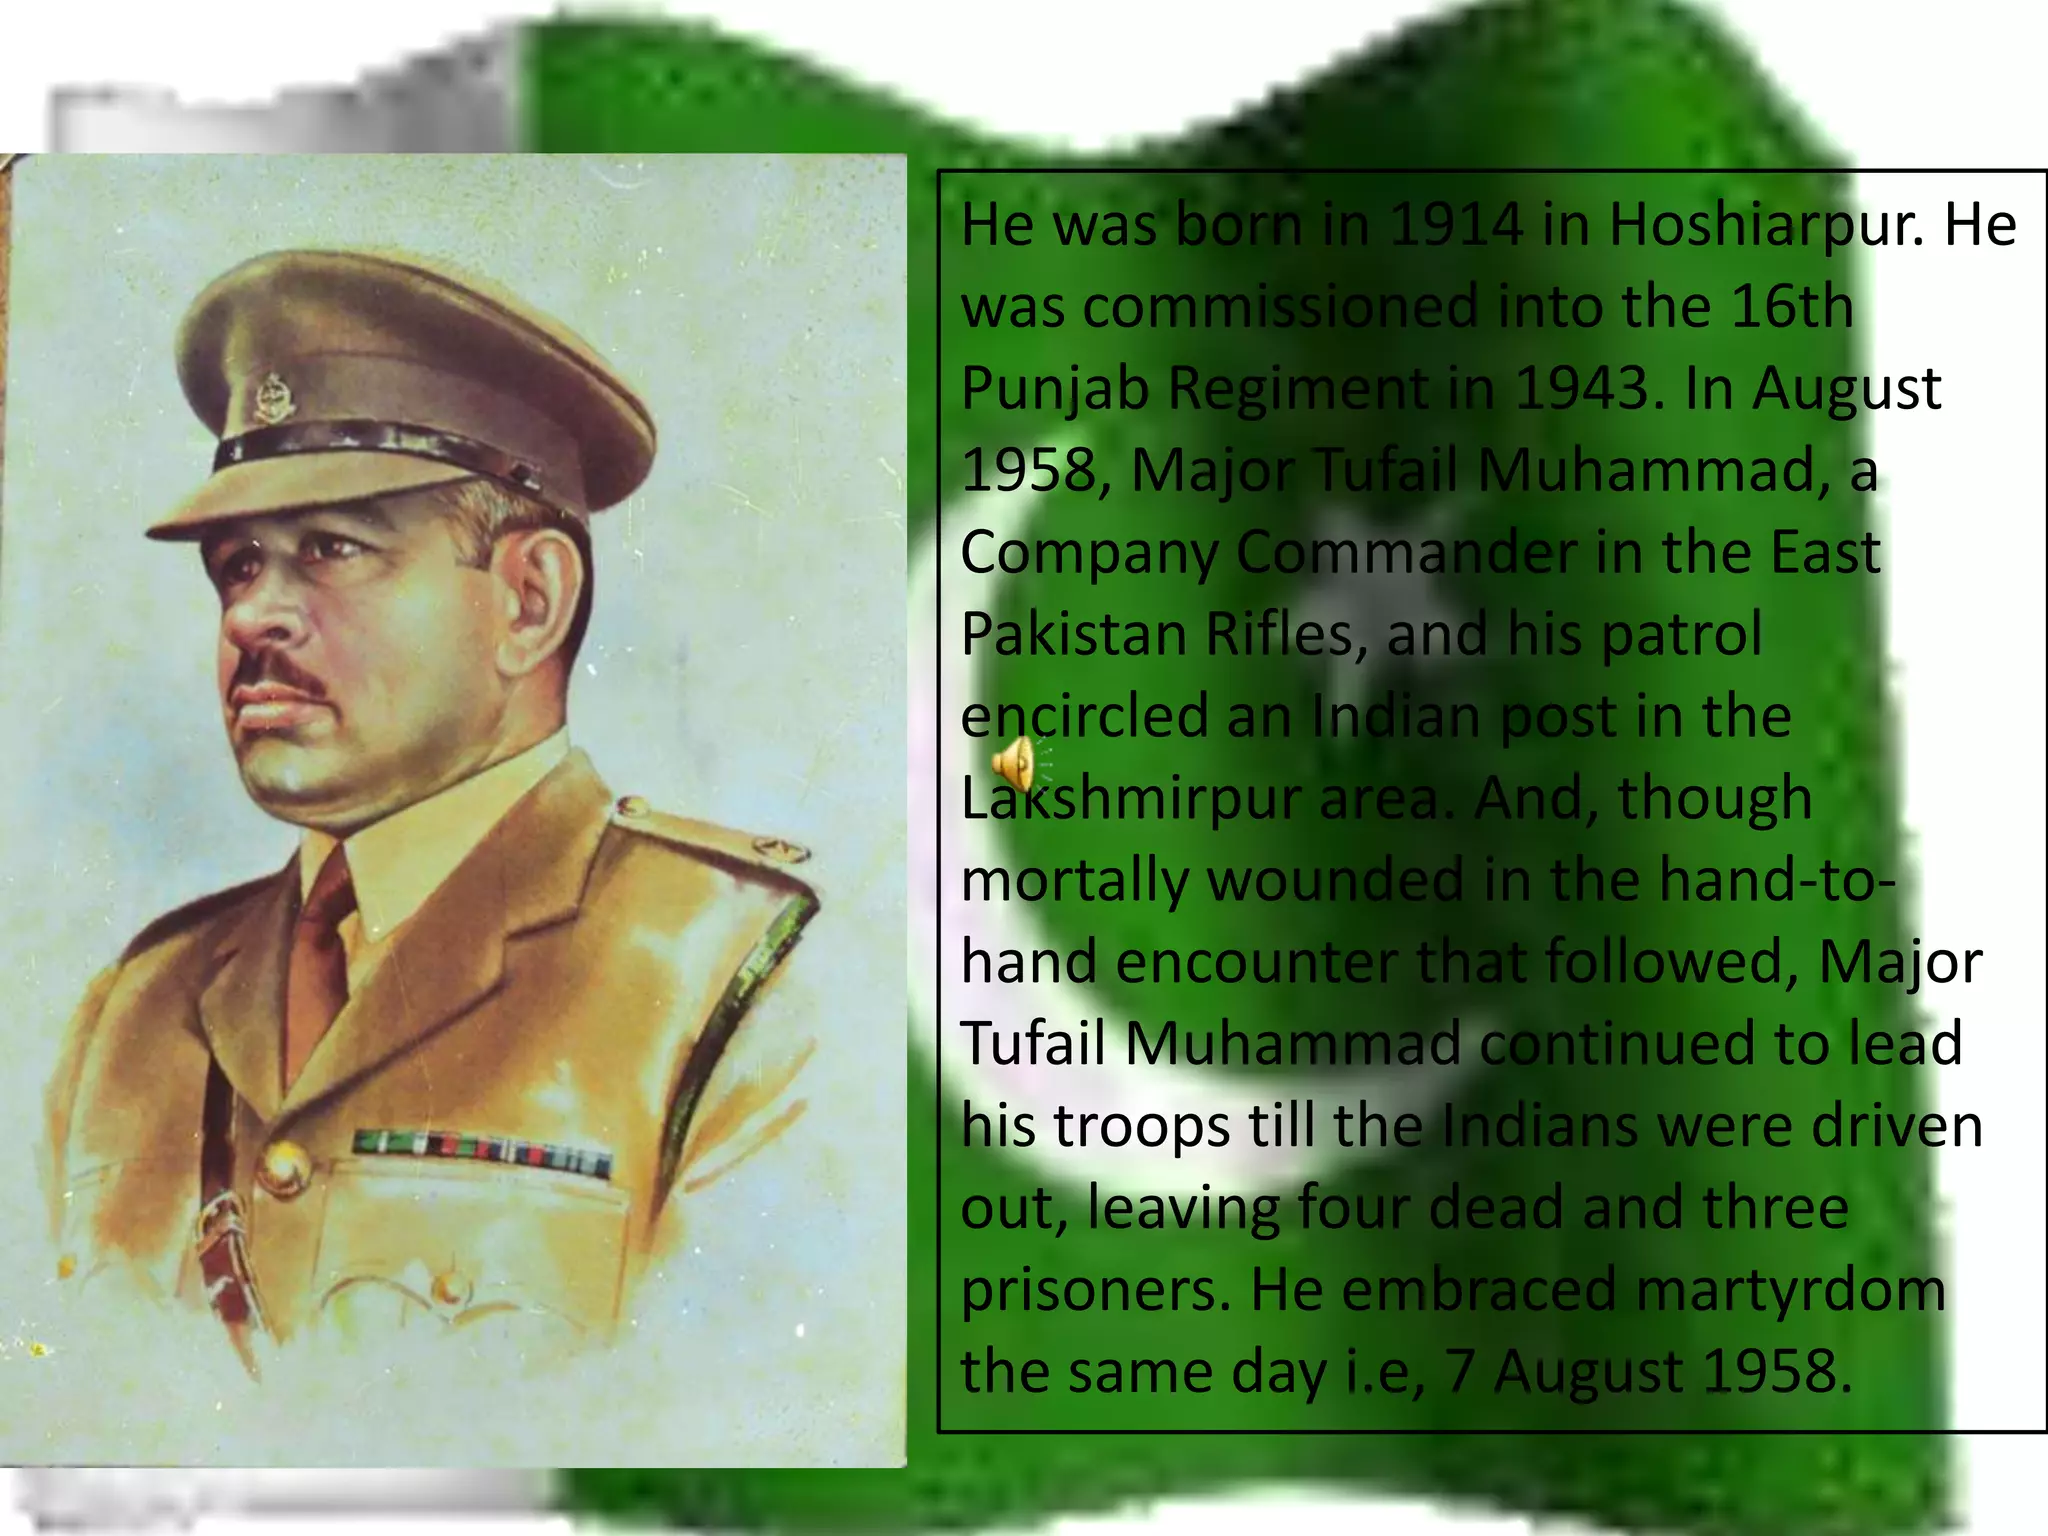 He was born in 1914 in Hoshiarpur. He
was commissioned into the 16th
Punjab Regiment in 1943. In August
1958, Major Tufail Muhammad, a
Company Commander in the East
Pakistan Rifles, and his patrol
encircled an Indian post in the
Lakshmirpur area. And, though
mortally wounded in the hand-to-
hand encounter that followed, Major
Tufail Muhammad continued to lead
his troops till the Indians were driven
out, leaving four dead and three
prisoners. He embraced martyrdom
the same day i.e, 7 August 1958.